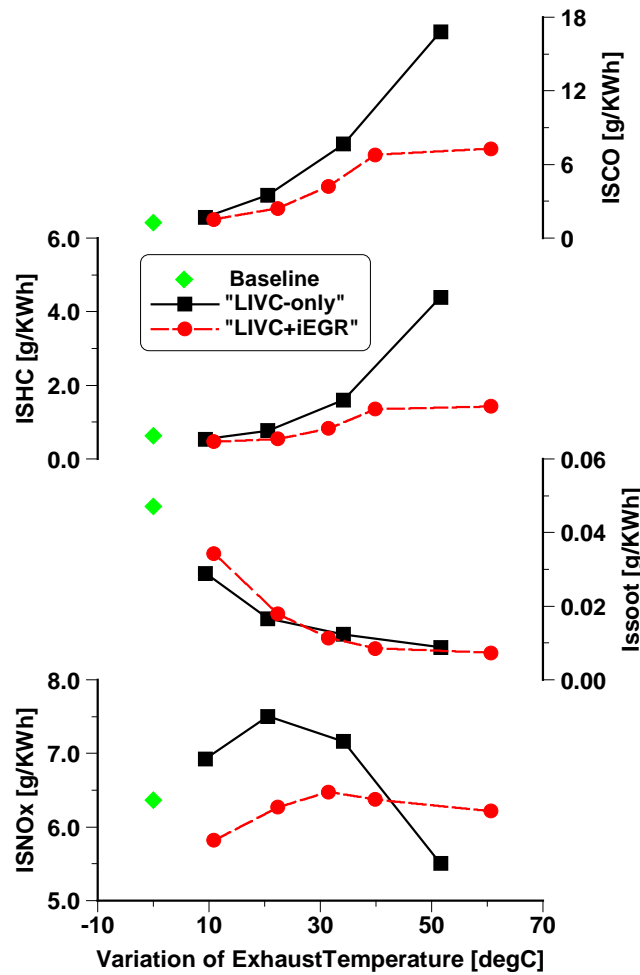 18
12
6
0
ISCO [g/KWh]
6.0
4.0
2.0
0.0
ISHC [g/KWh]
Baseline
"LIVC-only"
"LIVC+iEGR"
0.06
0.04
0.02
0.00
Issoot [g/KWh]
8.0
7.0
6.0
5.0
ISNOx [g/KWh]
-10 10 30 50 70
Variation of ExhaustTemperature [degC]